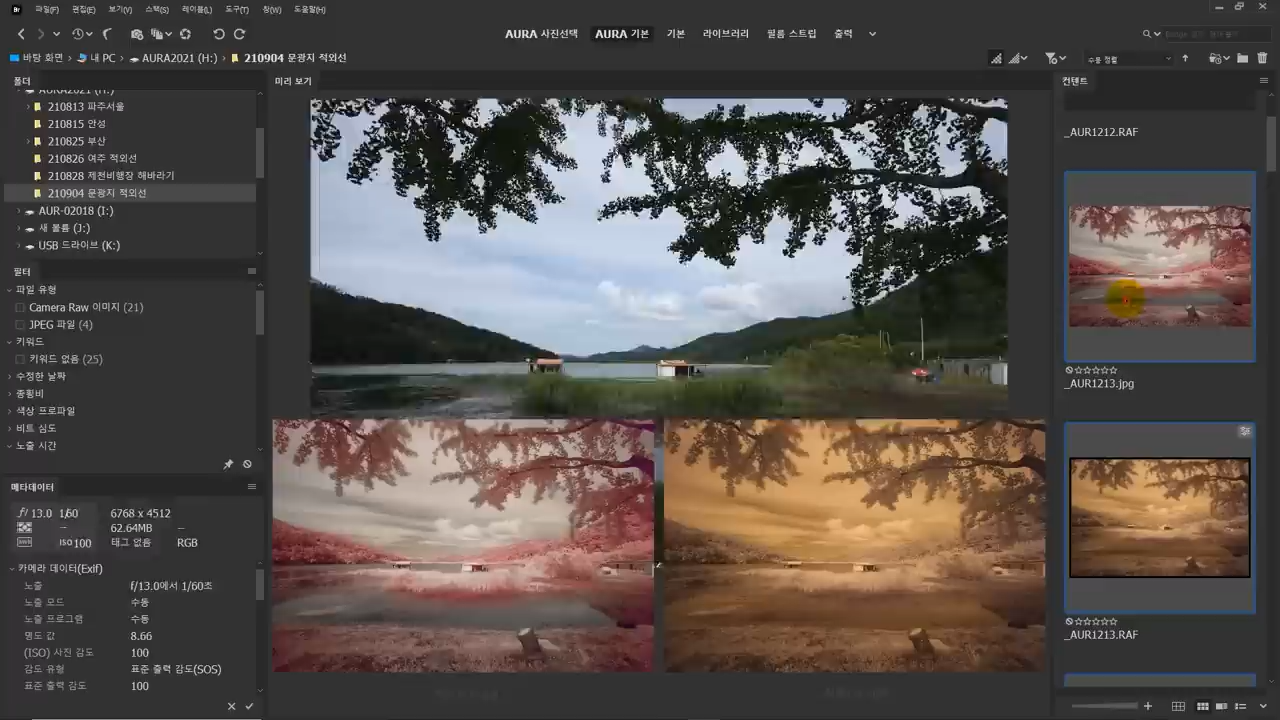 Br 파일(F) 편집(E) 보기(V) 스택(S) 레이블(L) 도구(T) 창(W) 도움말(H)
AURA 사진선택 AURA 기본 기본 라이브러리 필름 스트립 출력
바탕 화면 › 내 PC › AURA2021 (H:) › 210904 문광지 적외선
수동 정렬
폴더
AURA2021 (H:)
210813 파주서울
210815 안성
210825 부산
210826 여주 적외선
210828 제천비행장 해바라기
210904 문광지 적외선
AUR-02018 (I:)
새 볼륨 (J:)
USB 드라이브 (K:)
필터
파일 유형
Camera Raw 이미지 (21)
JPEG 파일 (4)
키워드
키워드 없음 (25)
수정한 날짜
종횡비
색상 프로파일
비트 심도
노출 시간
메타데이터
f/ 13.0 1/60 6768 x 4512
-- 62.64MB --
ISO 100 태그 없음 RGB
카메라 데이터(Exif)
노출 f/13.0에서 1/60초
노출 모드 수동
노출 프로그램 수동
명도 값 8.66
(ISO) 사진 감도 100
감도 유형 표준 출력 감도(SOS)
표준 출력 감도 100
미리 보기
컨텐트
_AUR1212.RAF
_AUR1213.jpg
_AUR1213.RAF